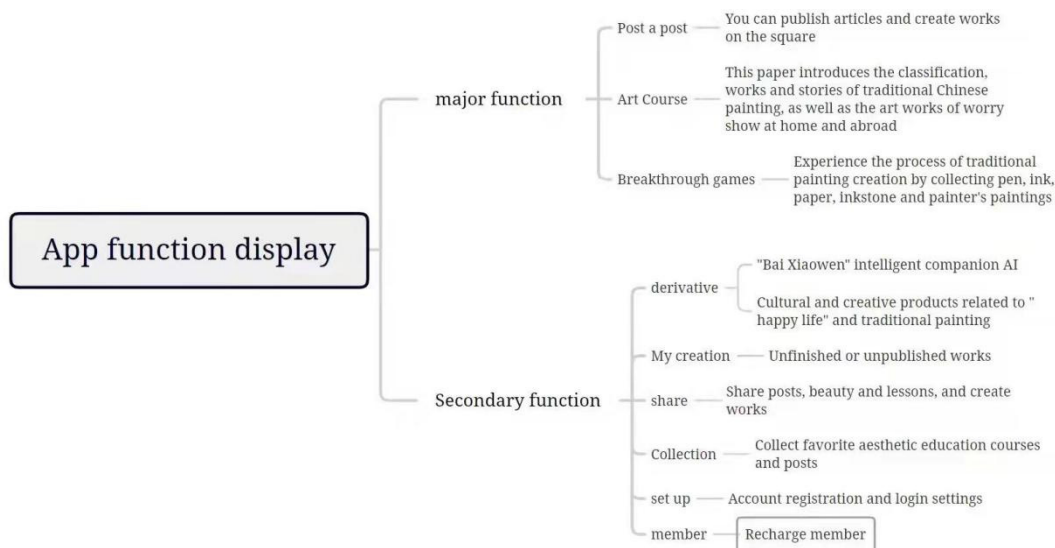 App function display
major function
Post a post
You can publish articles and create works
on the square
Art Course
This paper introduces the classification,
works and stories of traditional Chinese
painting, as well as the art works of worry
show at home and abroad
Breakthrough games
Experience the process of traditional
painting creation by collecting pen, ink,
paper, inkstone and painter's paintings
Secondary function
derivative
"Bai Xiaowen" intelligent companion AI
Cultural and creative products related to "
happy life" and traditional painting
My creation
Unfinished or unpublished works
share
Share posts, beauty and lessons, and create
works
Collection
Collect favorite aesthetic education courses
and posts
set up
Account registration and login settings
member
Recharge member